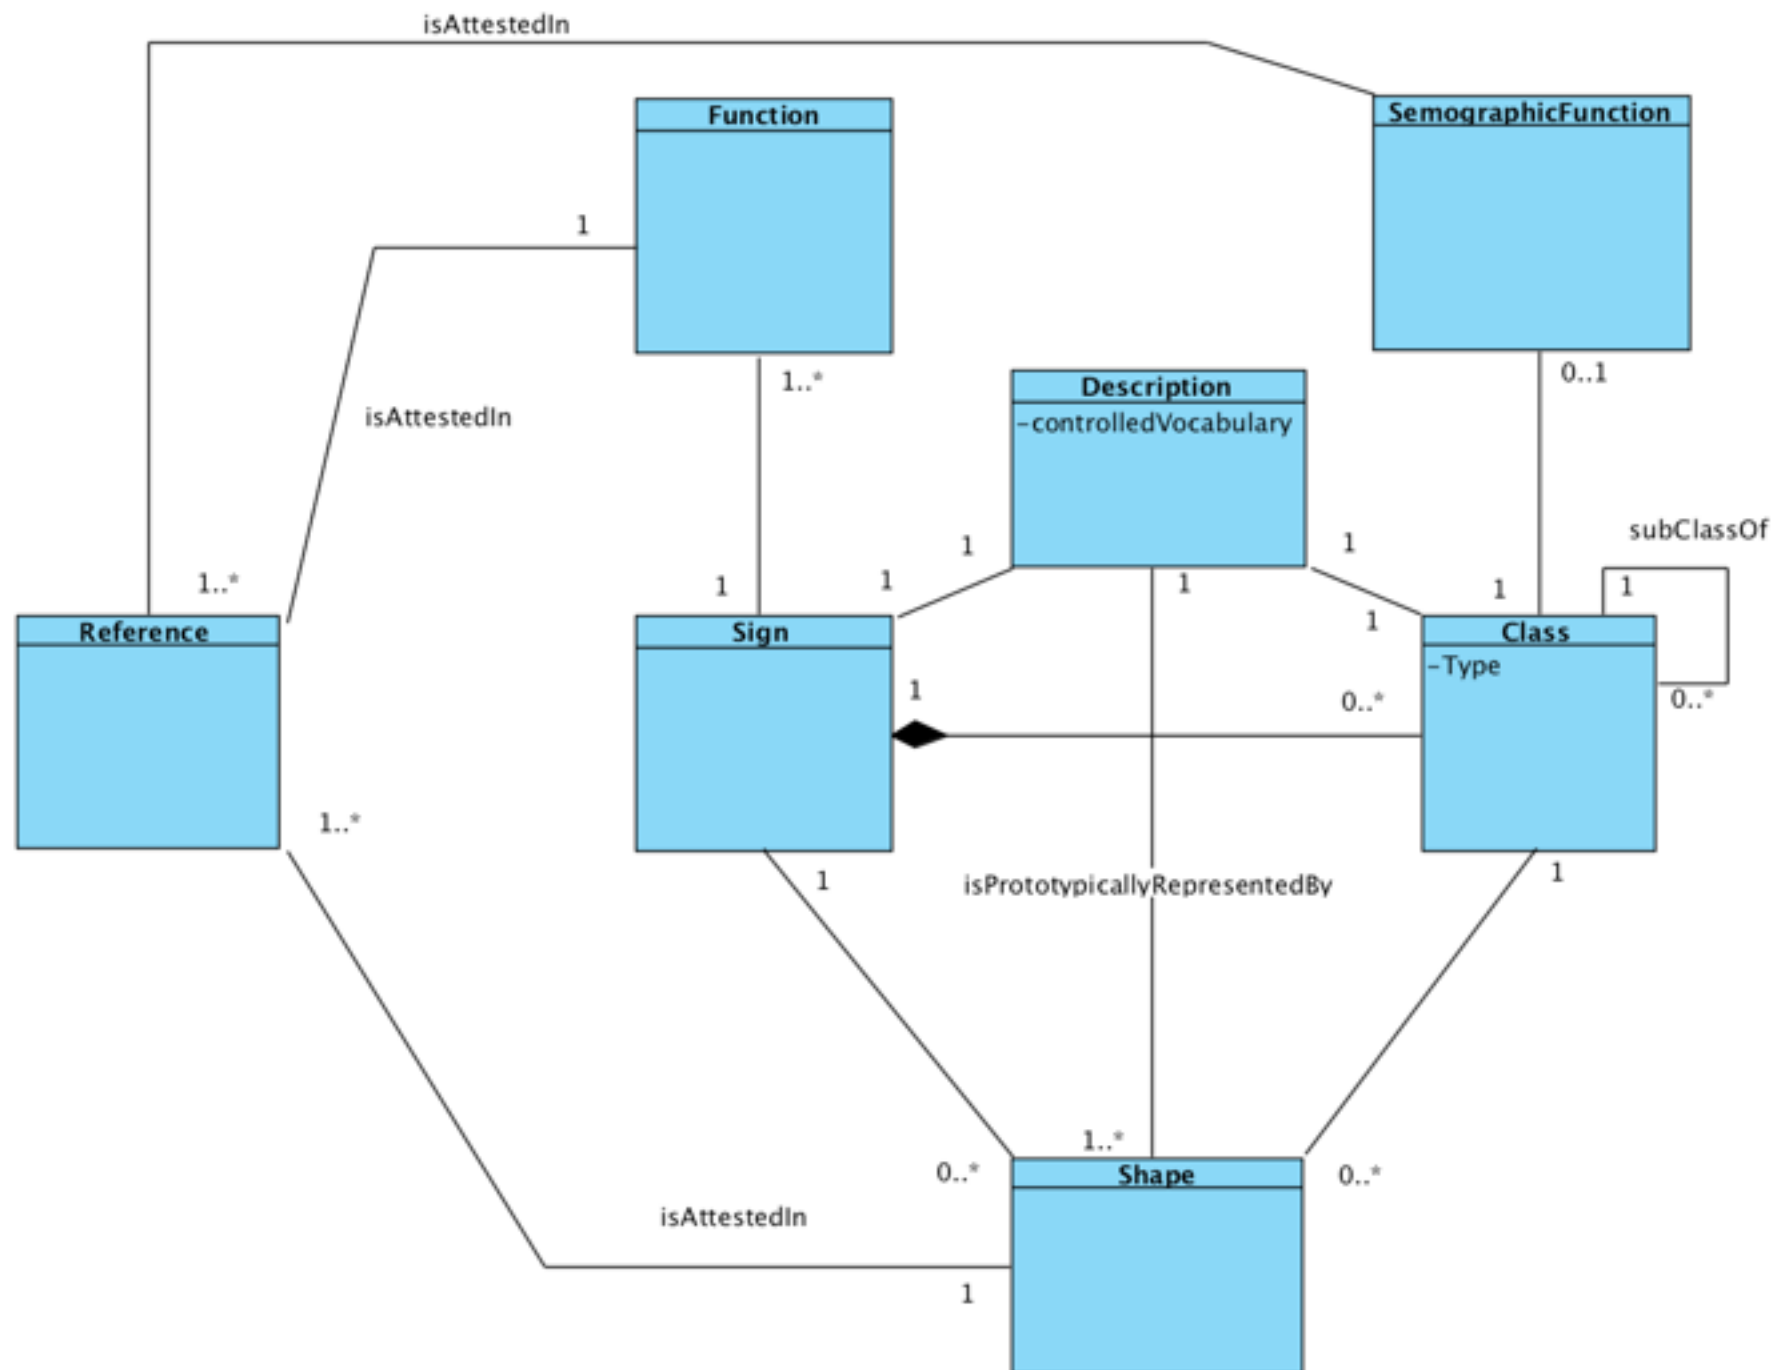 isAttestedIn
Function
SemographicFunction
1
1..*
0..1
Description
-controlledVocabulary
isAttestedIn
subClassOf
1
1
1..*
1
1
1
1
1
1
Reference
Sign
Class
-Type
1
0..*
0..*
1..*
1
isPrototypicallyRepresentedBy
1
1..*
0..*
Shape
0..*
isAttestedIn
1